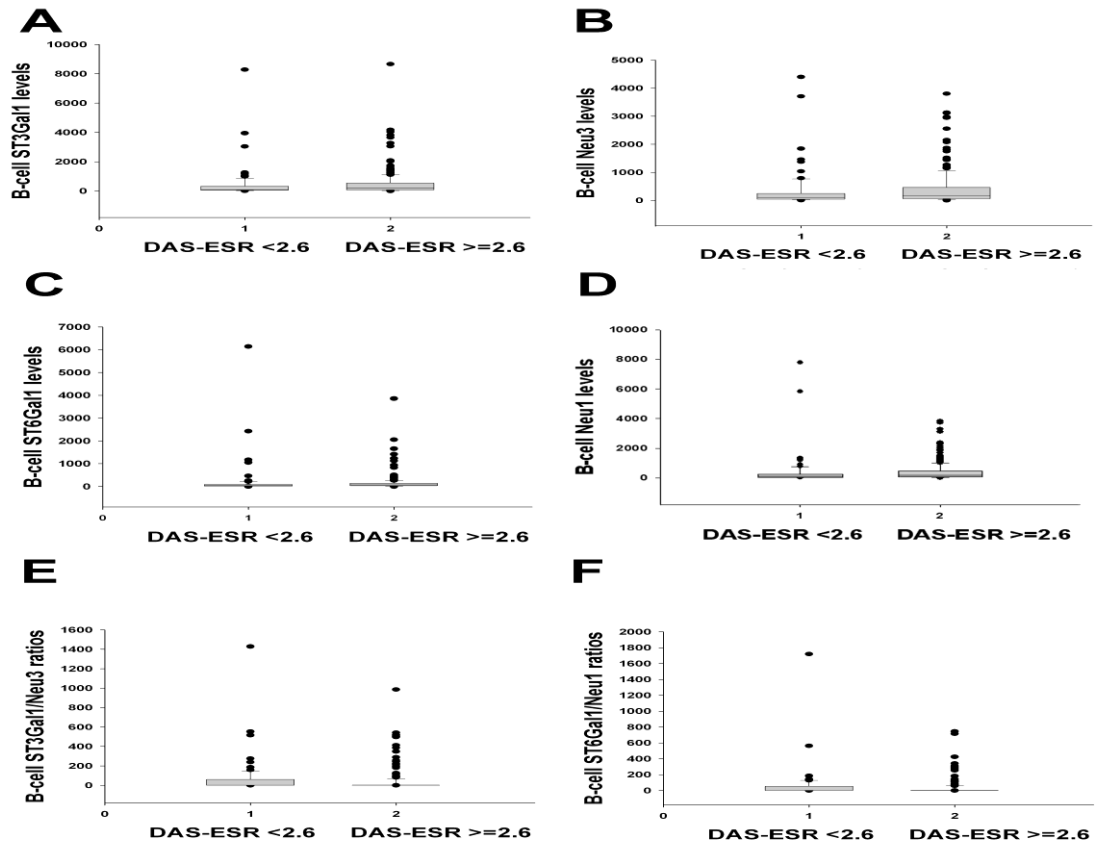 A
B-cell ST3Gal1 levels
10000
8000
6000
4000
2000
0
0
1
2
DAS-ESR <2.6
DAS-ESR >=2.6
B
B-cell Neu3 levels
5000
4000
3000
2000
1000
0
1
2
DAS-ESR <2.6
DAS-ESR >=2.6
C
B-cell ST6Gal1 levels
7000
6000
5000
4000
3000
2000
1000
0
0
1
2
DAS-ESR <2.6
DAS-ESR >=2.6
D
B-cell Neu1 levels
10000
8000
6000
4000
2000
0
1
2
DAS-ESR <2.6
DAS-ESR >=2.6
E
B-cell ST3Gal1/Neu3 ratios
1600
1400
1200
1000
800
600
400
200
0
0
1
2
DAS-ESR <2.6
DAS-ESR >=2.6
F
B-cell ST6Gal1/Neu1 ratios
2000
1800
1600
1400
1200
1000
800
600
400
200
0
0
1
2
DAS-ESR <2.6
DAS-ESR >=2.6